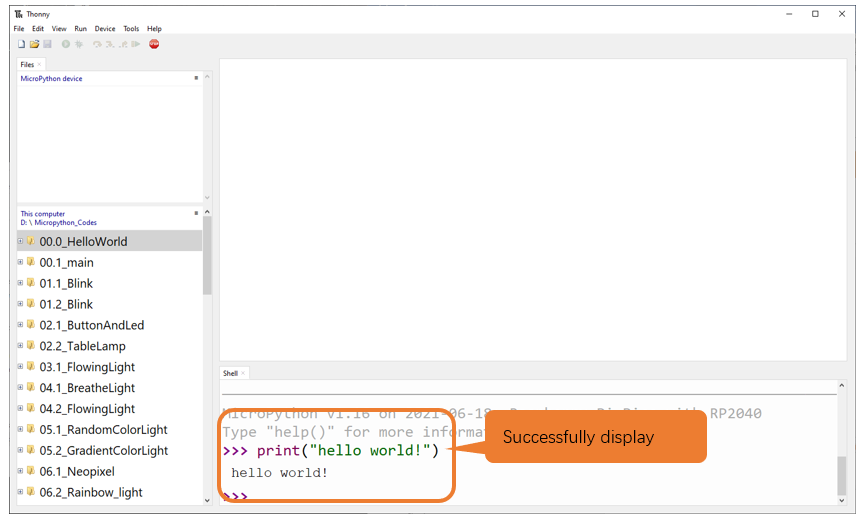 Thonny
File Edit View Run Device Tools Help
STOP
Files
MicroPython device
This computer
D: \ Micropython_Codes
00.0_HelloWorld
00.1_main
01.1_Blink
01.2_Blink
02.1_ButtonAndLed
02.2_TableLamp
03.1_FlowingLight
04.1_BreatheLight
04.2_FlowingLight
05.1_RandomColorLight
05.2_GradientColorLight
06.1_Neopixel
06.2_Rainbow_light
Shell
MicroPython v1.16 on 2021-06-18; with RP2040
Type "help()" for more
>>> print("hello world!")
hello world!
>>>
Successfully display